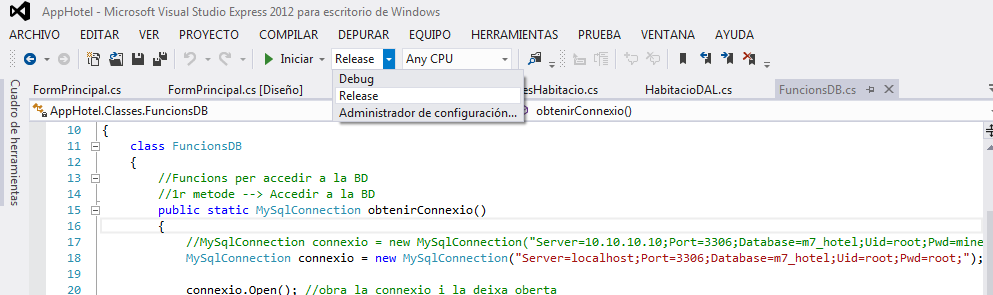 AppHotel - Microsoft Visual Studio Express 2012 para escritorio de Windows
ARCHIVO EDITAR VER PROYECTO COMPILAR DEPURAR EQUIPO HERRAMIENTAS PRUEBA VENTANA AYUDA
Iniciar Release Any CPU
Debug
Release
Administrador de configuración...
Cuadro de herramientas
FormPrincipal.cs FormPrincipal.cs [Diseño] esHabitacio.cs HabitacioDAL.cs FuncionsDB.cs
AppHotel.Classes.FuncionsDB obtenirConnexio()
10 {
11 class FuncionsDB
12 {
13 //Funcions per accedir a la BD
14 //1r metode --> Accedir a la BD
15 public static MySqlConnection obtenirConnexio()
16 {
17 //MySqlConnection connexio = new MySqlConnection("Server=10.10.10.10;Port=3306;Database=m7_hotel;Uid=root;Pwd=mine
18 MySqlConnection connexio = new MySqlConnection("Server=localhost;Port=3306;Database=m7_hotel;Uid=root;Pwd=root;");
19
20 connexio.Open(); //obra la connexio i la deixa oberta